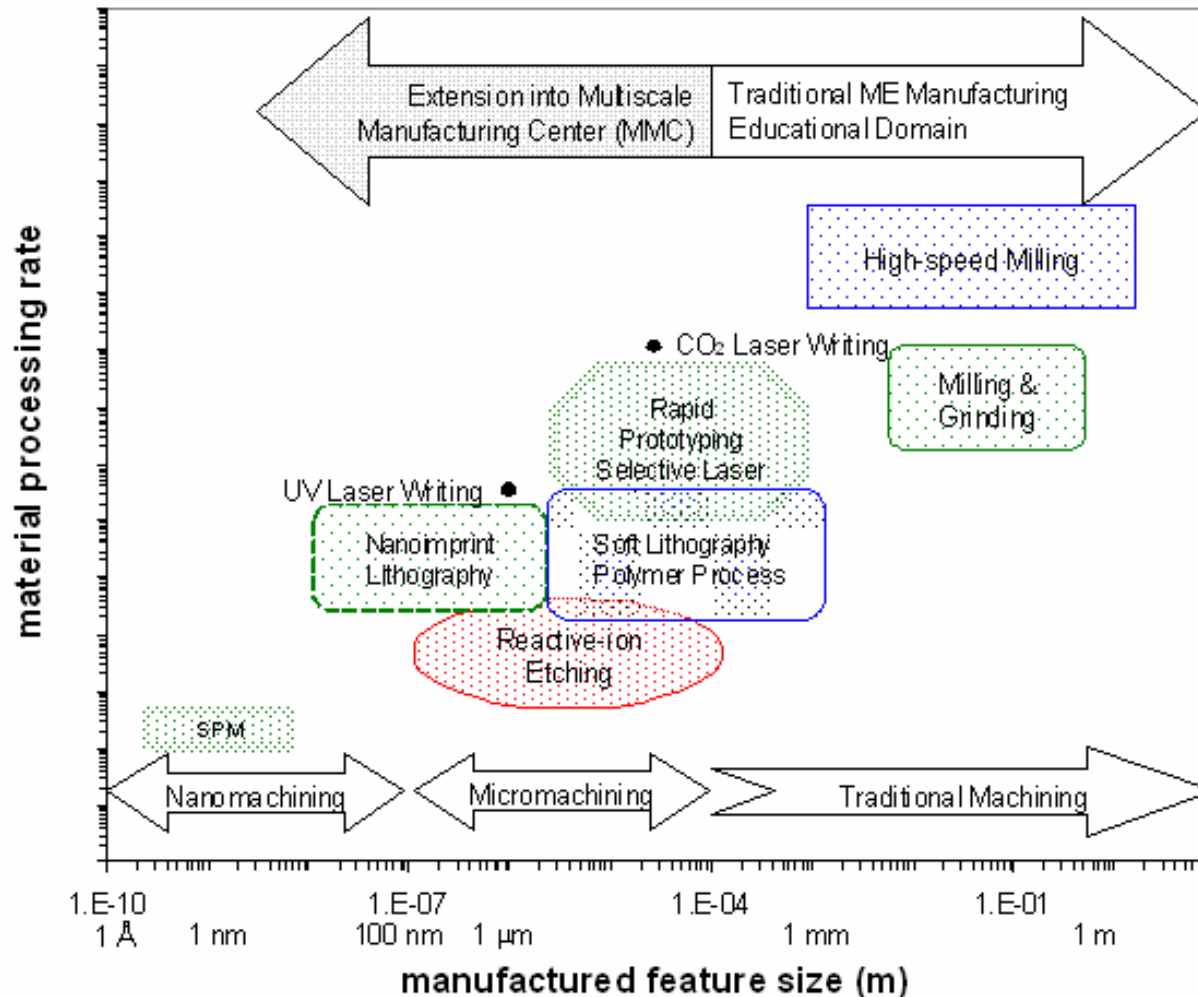 Extension into Multiscale
Manufacturing Center (MMC)
Traditional ME Manufacturing
Educational Domain
High-speed Milling
CO₂ Laser Writing
Milling &
Grinding
Rapid
Prototyping
Selective Laser
UV Laser Writing
Nanoimprint
Lithography
Soft Lithography
Polymer Process
Reactive-ion
Etching
SPM
Nanomachining
Micromachining
Traditional Machining
material processing rate
1.E-10
1.E-07
1.E-04
1.E-01
1 Å
1 nm
100 nm
1 µm
1 mm
1 m
manufactured feature size (m)